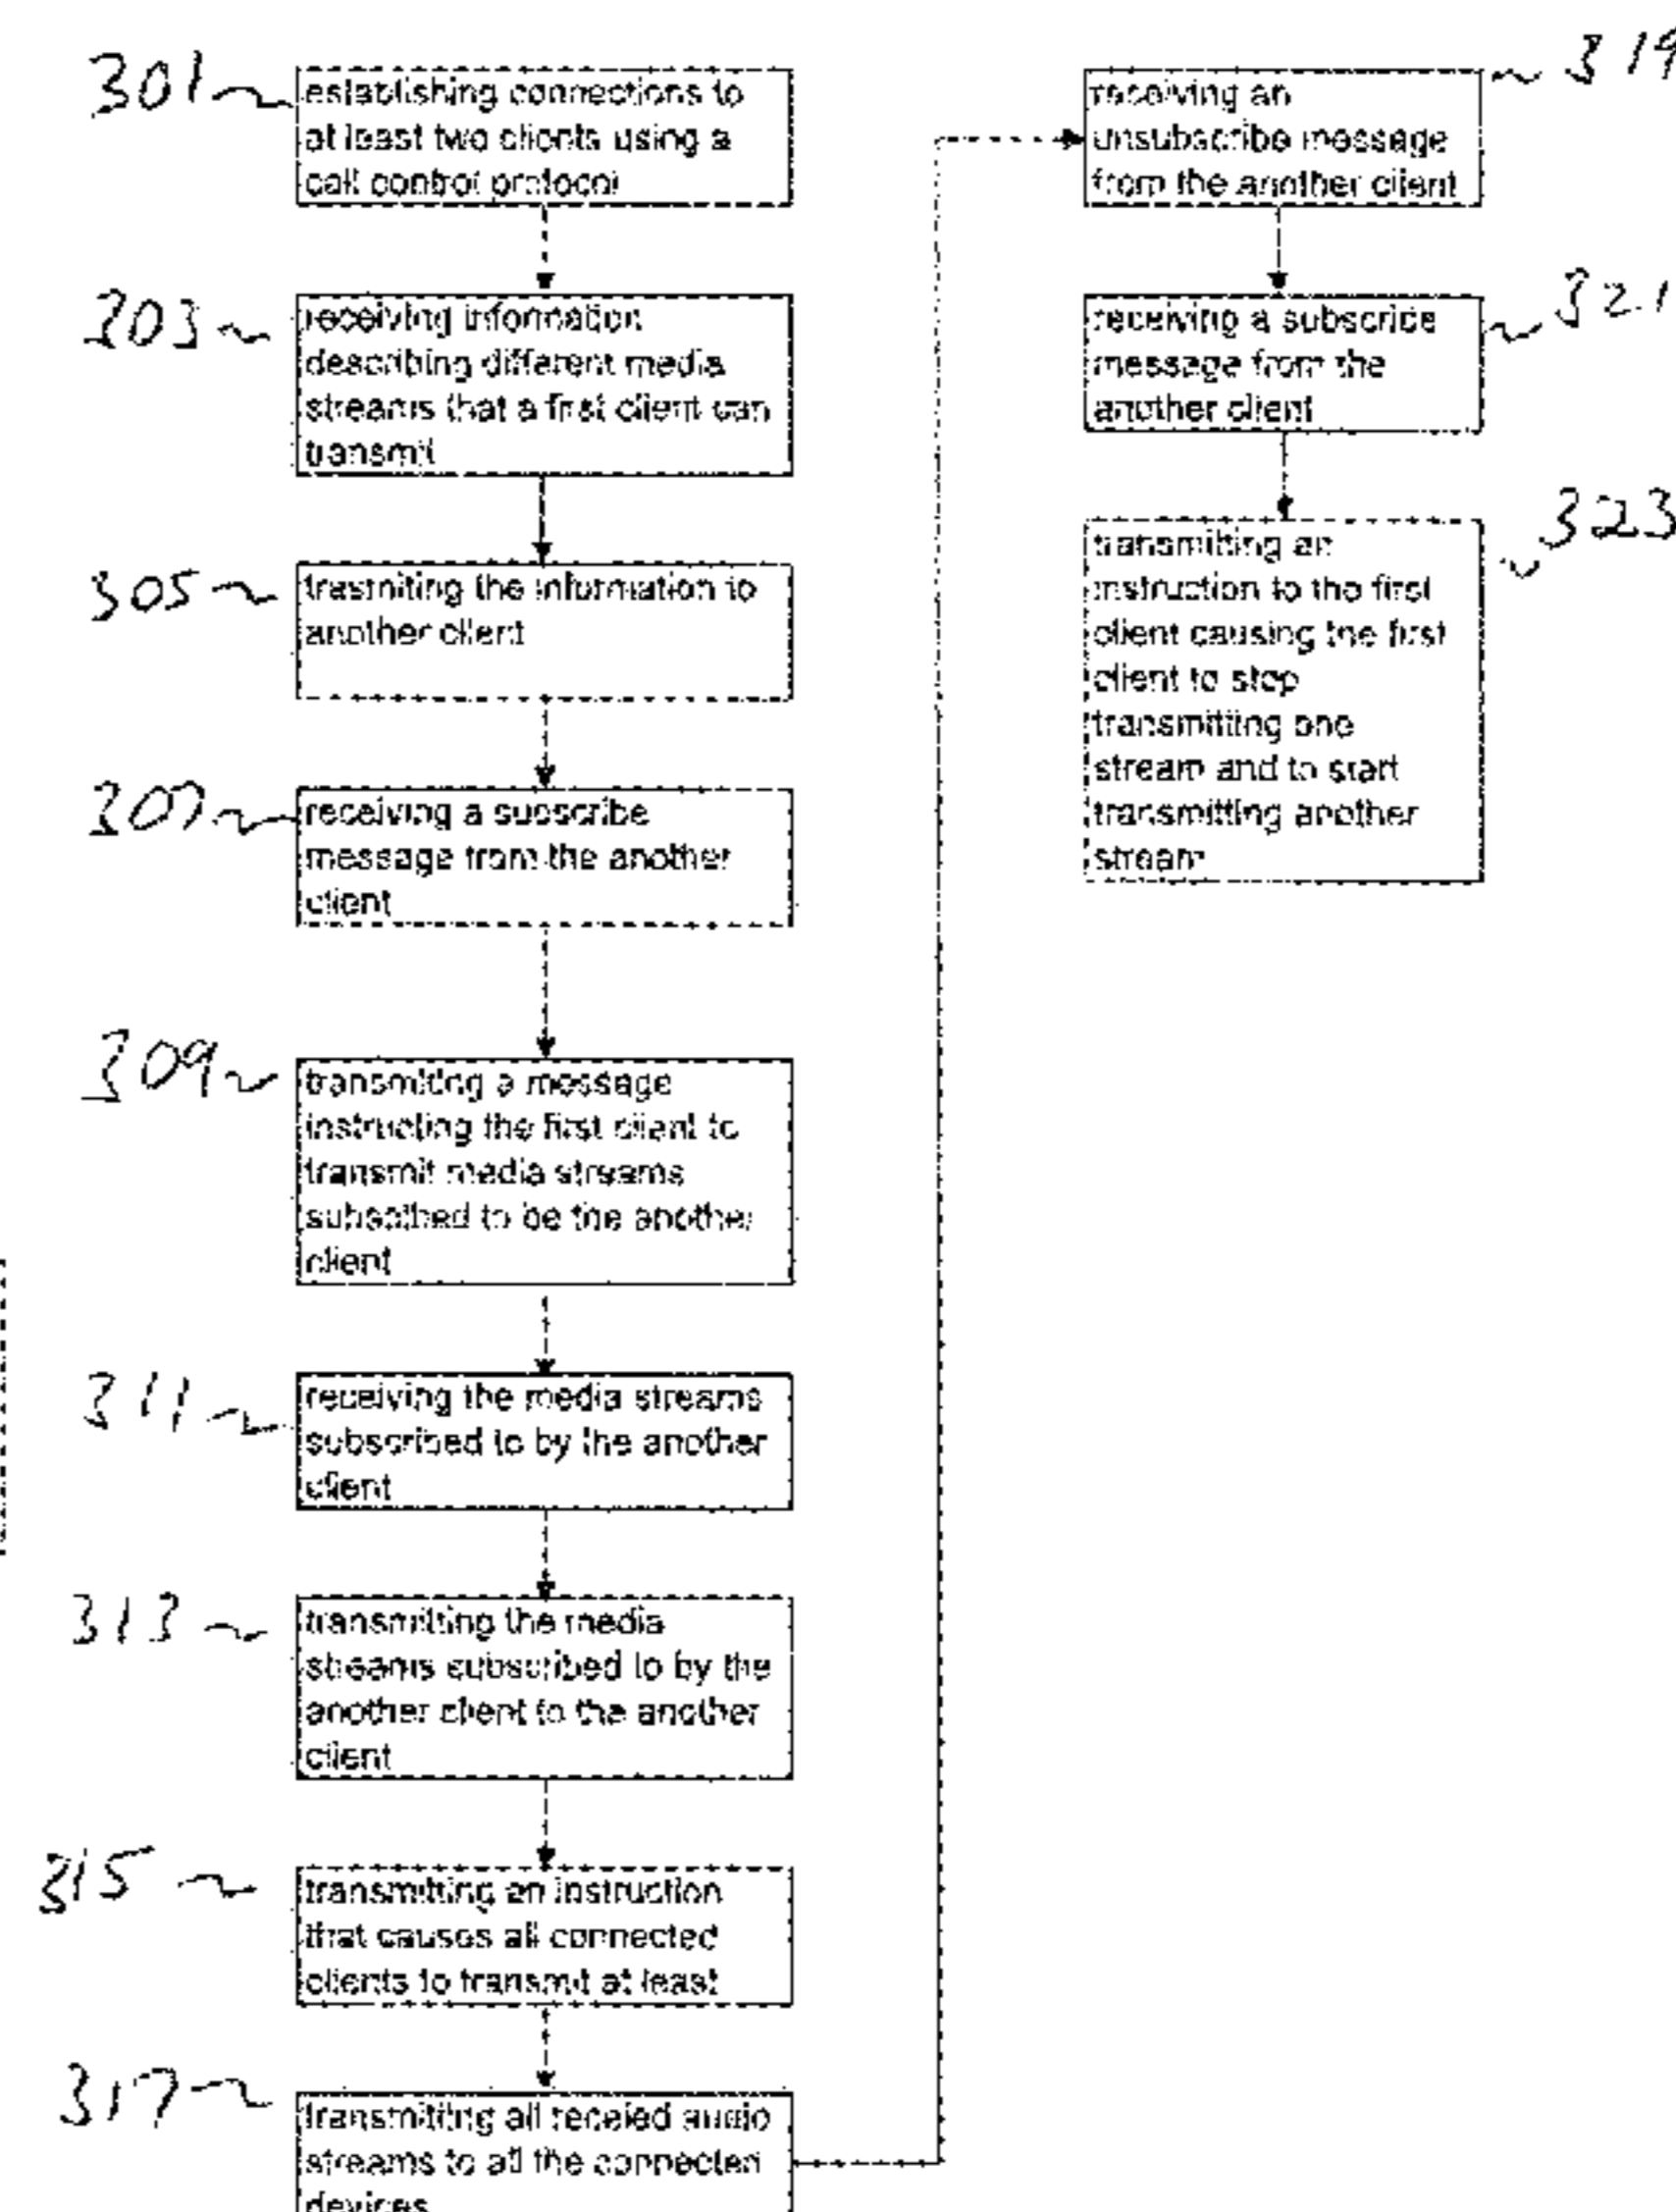 301
establishing connections to
at least two clients using a
call control protocol
303
receiving information
describing different media
streams that a first client can
transmit
305
trasmiting the information to
another client
307
receiving a subscribe
message from the another
client
309
transmiting a message
instructing the first client to
transmit media streams
subscribed to be the another
client
311
receiving the media streams
subscribed to by the another
client
313
transmitting the media
streams subscribed to by the
another client to the another
client
315
transmitting an instruction
that causes all connected
clients to transmit at least
317
transmitting all receied audio
streams to all the connected
devices
319
receiving an
unsubscribe message
from the another client
321
receiving a subscribe
message from the
another client
323
transmitting an
instruction to the first
client causing the first
client to stop
transmitting one
stream and to start
transmitting another
stream